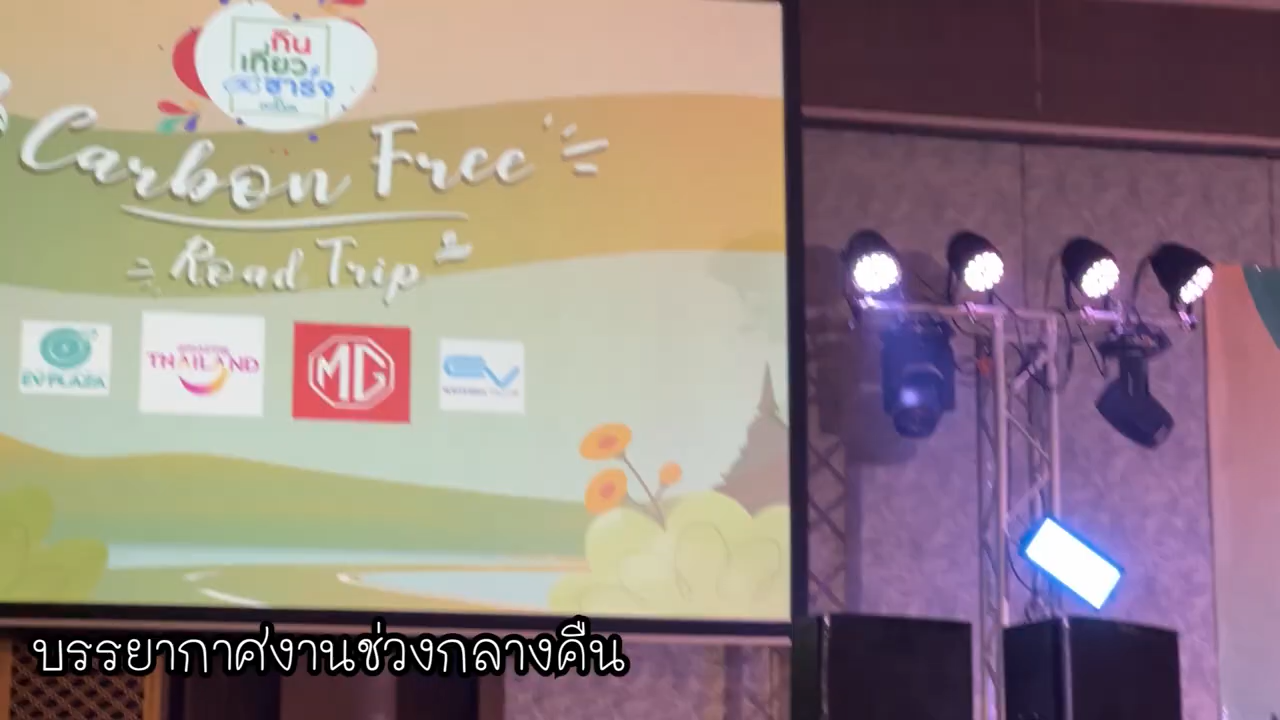 กิน
เที่ยว
ชาร์จ
Carbon Free
Road Trip
EV PLAZA
AMAZING
THAILAND
MG
EV
บรรยากาศงานช่วงกลางคืน